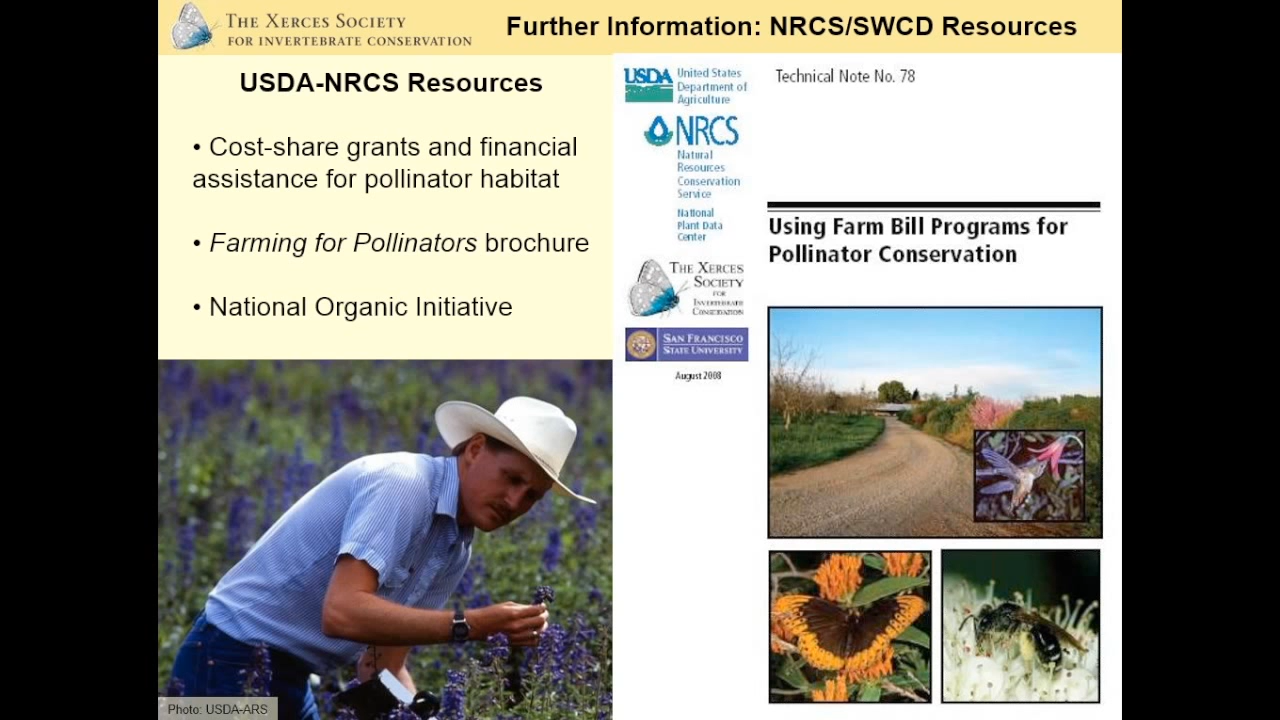 THE XERCES SOCIETY
FOR INVERTEBRATE CONSERVATION
Further Information: NRCS/SWCD Resources
USDA-NRCS Resources
• Cost-share grants and financial
assistance for pollinator habitat
• Farming for Pollinators brochure
• National Organic Initiative
Photo: USDA-ARS
USDA
United States
Department of
Agriculture
NRCS
Natural
Resources
Conservation
Service
National
Plant Data
Center
THE XERCES
SOCIETY
FOR
INVERTEBRATE
CONSERVATION
SAN FRANCISCO
STATE UNIVERSITY
August 2008
Technical Note No. 78
Using Farm Bill Programs for
Pollinator Conservation